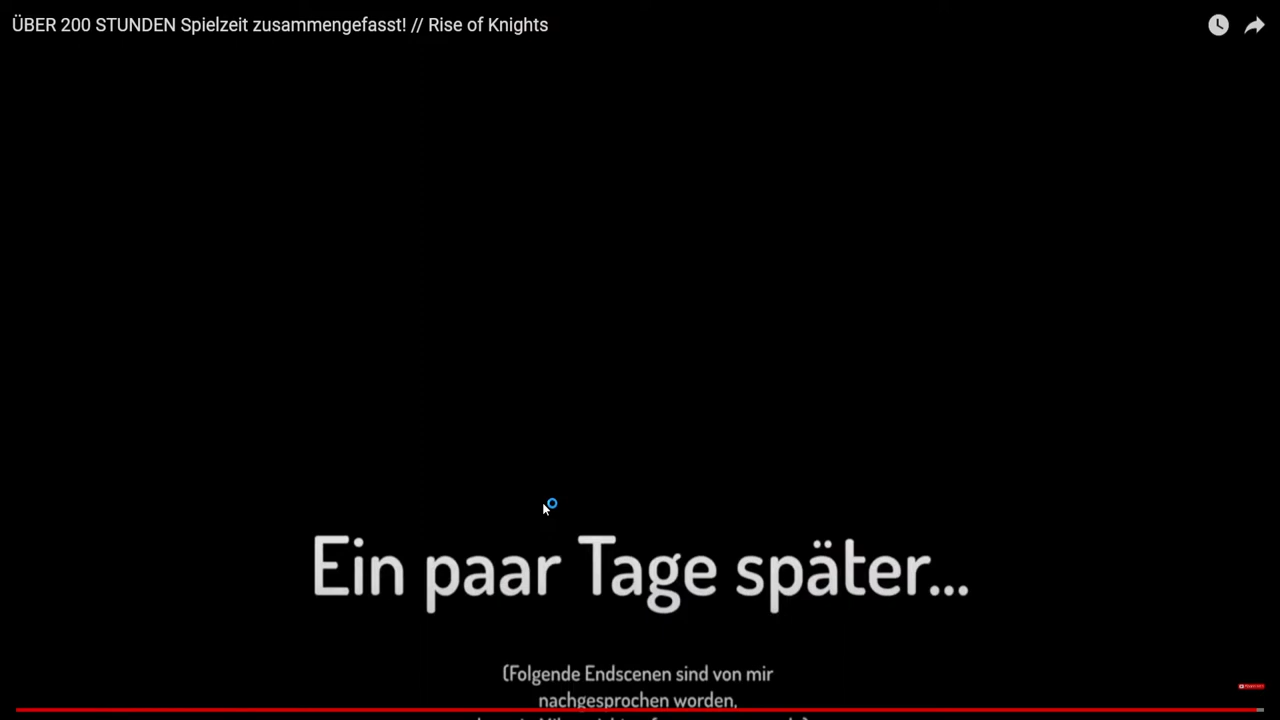 ÜBER 200 STUNDEN Spielzeit zusammengefasst! // Rise of Knights
Ein paar Tage später...
(Folgende Endscenen sind von mir
nachgesprochen worden,